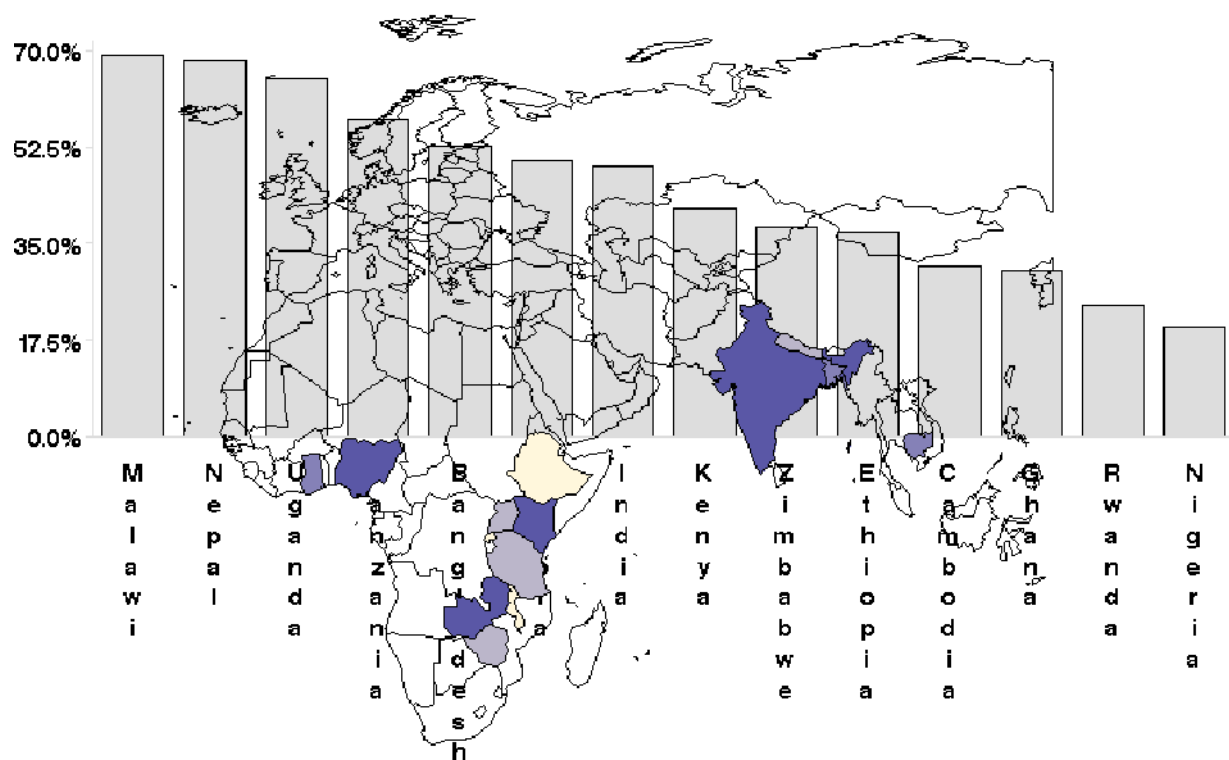 70.0%
52.5%
35.0%
17.5%
0.0%
Malawi
Nepal
Uganda
Tanzania
Bangladesh
India
Kenya
Zimbabwe
Ethiopia
Cambodia
Ghana
Rwanda
Nigeria